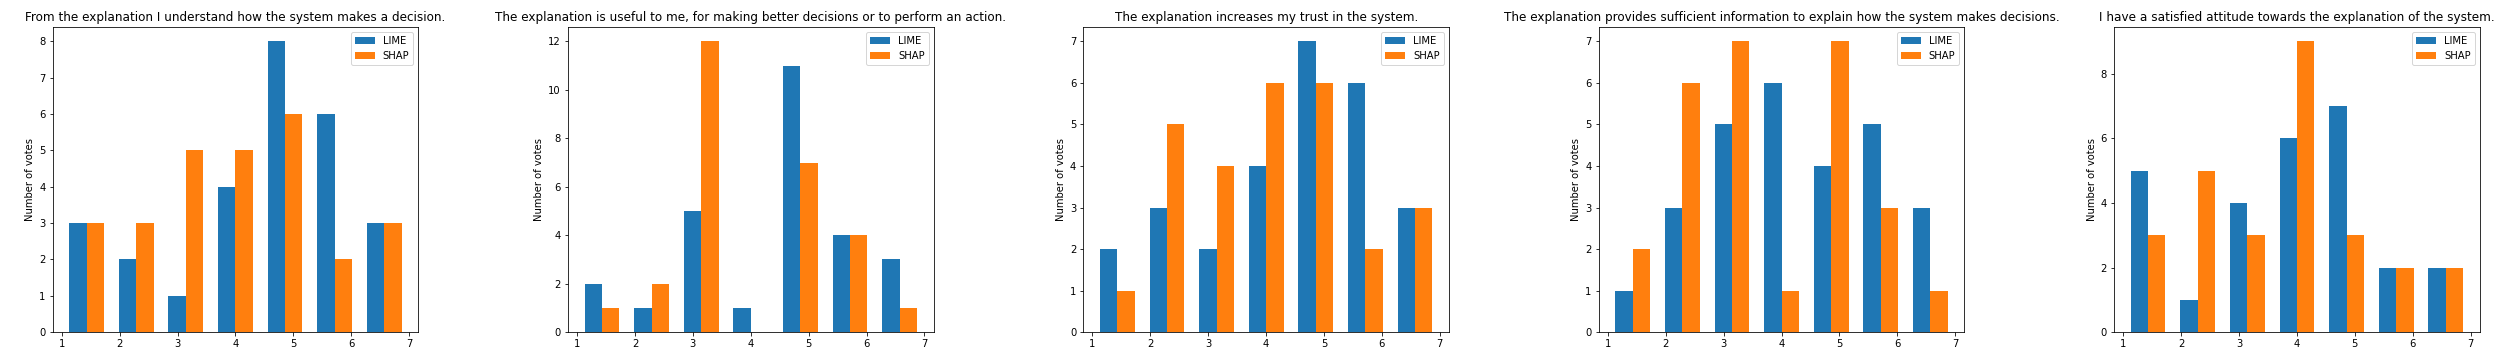 From the explanation I understand how the system makes a decision.
LIME
SHAP
Number of votes
8
7
6
5
4
3
2
1
0
1 2 3 4 5 6 7
The explanation is useful to me, for making better decisions or to perform an action.
LIME
SHAP
Number of votes
12
10
8
6
4
2
0
1 2 3 4 5 6 7
The explanation increases my trust in the system.
LIME
SHAP
Number of votes
7
6
5
4
3
2
1
0
1 2 3 4 5 6 7
The explanation provides sufficient information to explain how the system makes decisions.
LIME
SHAP
Number of votes
7
6
5
4
3
2
1
0
1 2 3 4 5 6 7
I have a satisfied attitude towards the explanation of the system.
LIME
SHAP
Number of votes
8
6
4
2
0
1 2 3 4 5 6 7